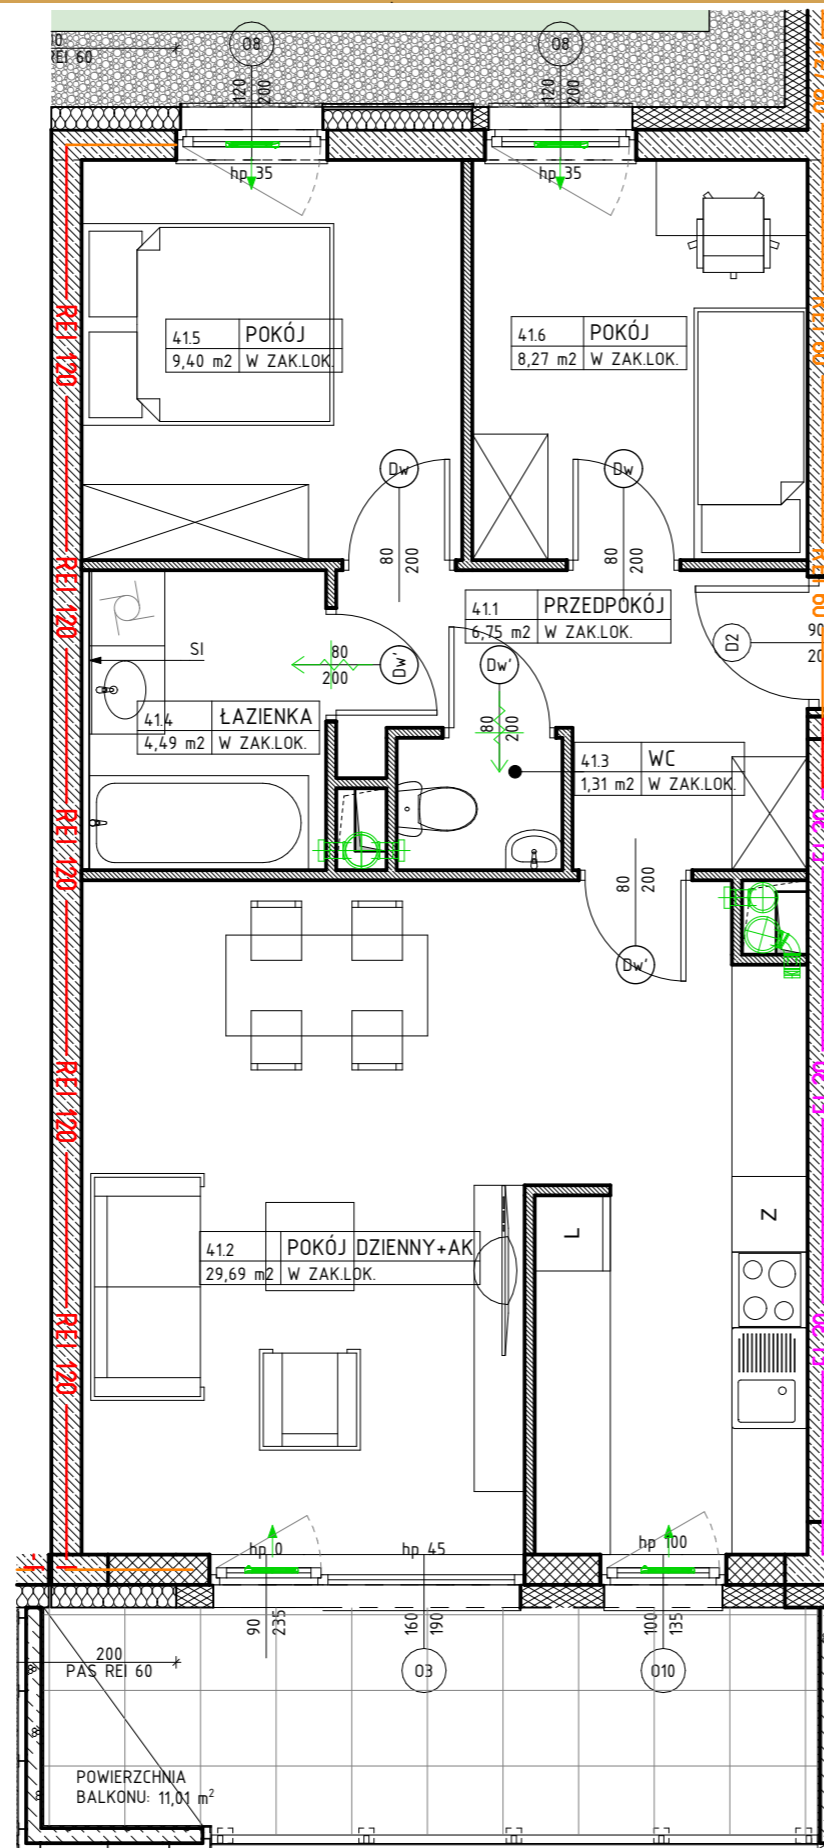 REI 60
O8
120
200
hp 35
O8
120
200
hp 35
41.5 POKÓJ
9,40 m2 W ZAK.LOK.
41.6 POKÓJ
8,27 m2 W ZAK.LOK.
REI 120
REI 120
REI 120
REI 120
REI 120
Dw
80
200
Dw
80
200
41.1 PRZEDPOKÓJ
6,75 m2 W ZAK.LOK.
SI
80
200
Dw'
Dw'
80
200
D2
90
41.4 ŁAZIENKA
4,49 m2 W ZAK.LOK.
41.3 WC
1,31 m2 W ZAK.LOK.
80
200
Dw'
41.2 POKÓJ DZIENNY+AK
29,69 m2 W ZAK.LOK.
L
Z
hp 0
hp 45
hp 100
90
235
160
190
100
135
O3
O10
200
PAS REI 60
POWIERZCHNIA
BALKONU: 11,01 m²